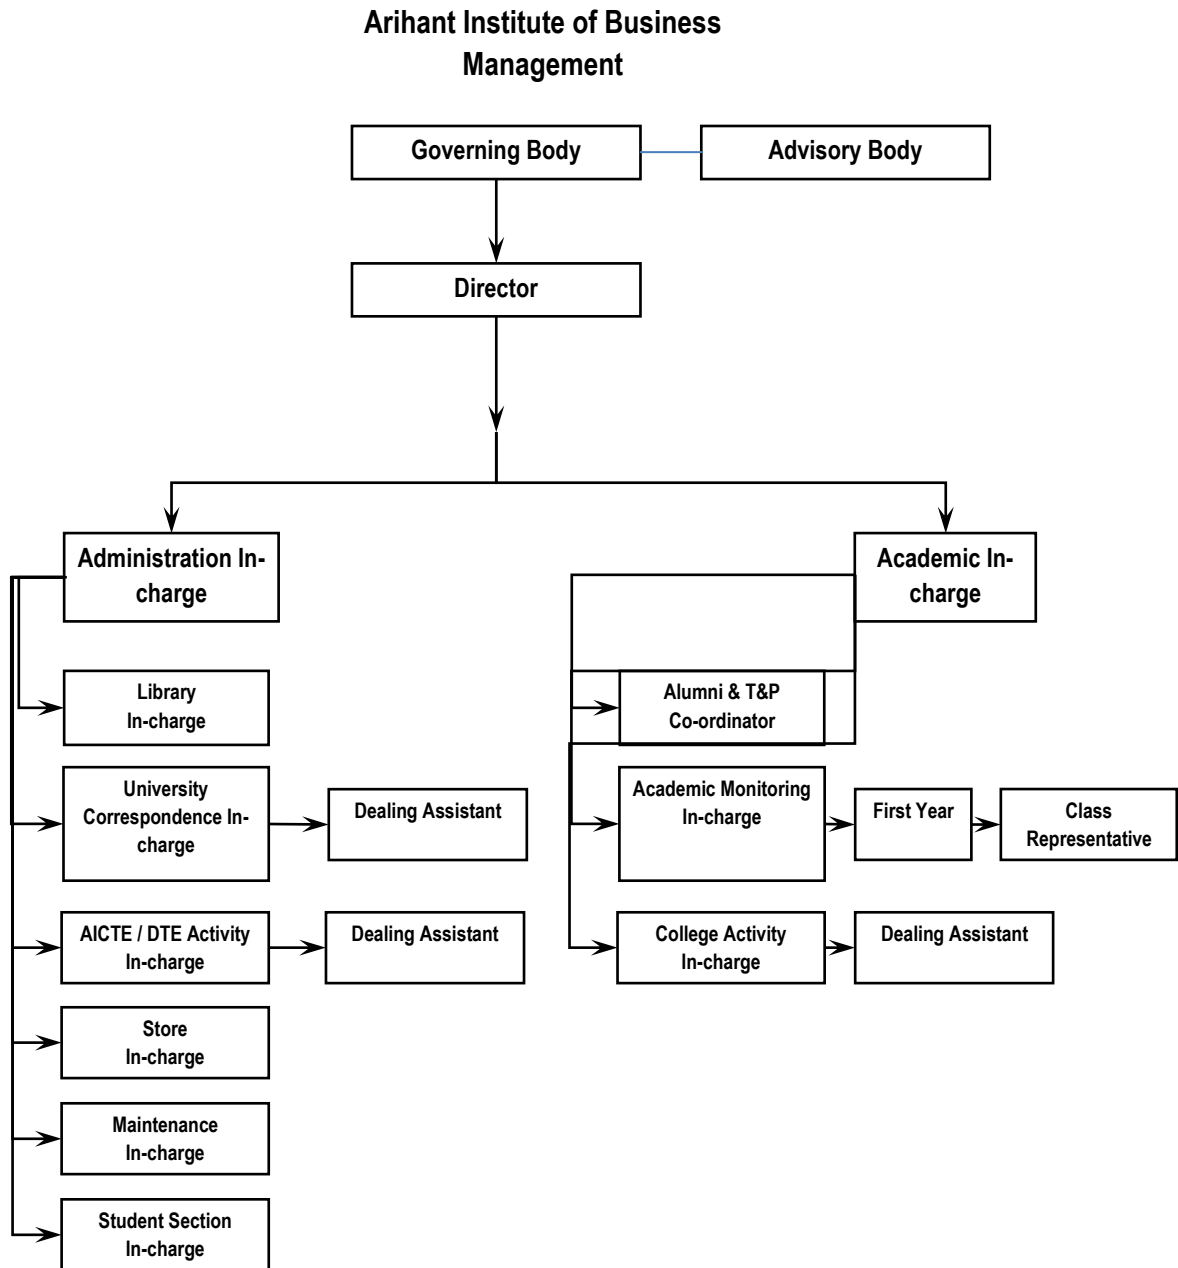 Arihant Institute of Business
Management
Governing Body
Advisory Body
Director
Administration In-
charge
Academic In-
charge
Library
In-charge
Alumni & T&P
Co-ordinator
University
Correspondence In-
charge
Dealing Assistant
Academic Monitoring
In-charge
First Year
Class
Representative
AICTE / DTE Activity
In-charge
Dealing Assistant
College Activity
In-charge
Dealing Assistant
Store
In-charge
Maintenance
In-charge
Student Section
In-charge